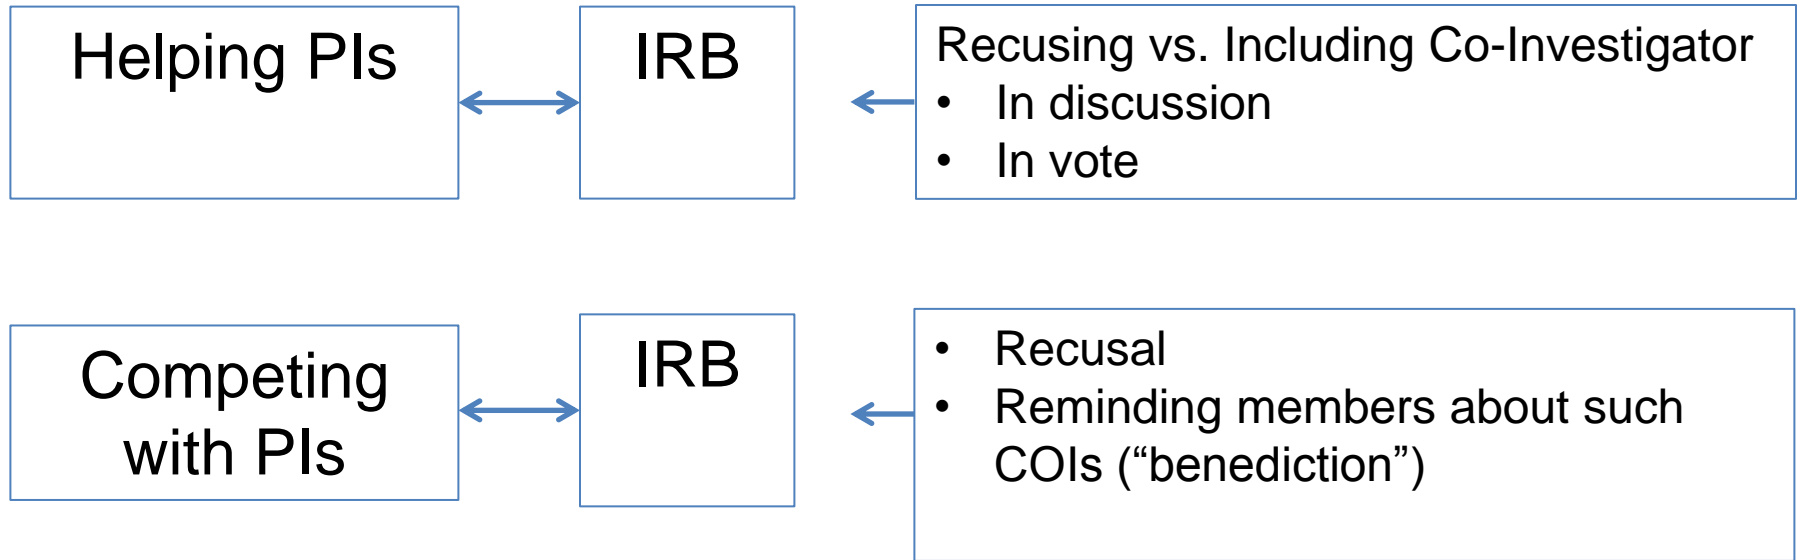 Helping PIs
IRB
Recusing vs. Including Co-Investigator
• In discussion
• In vote
Competing
with PIs
IRB
• Recusal
• Reminding members about such
COIs (“benediction”)